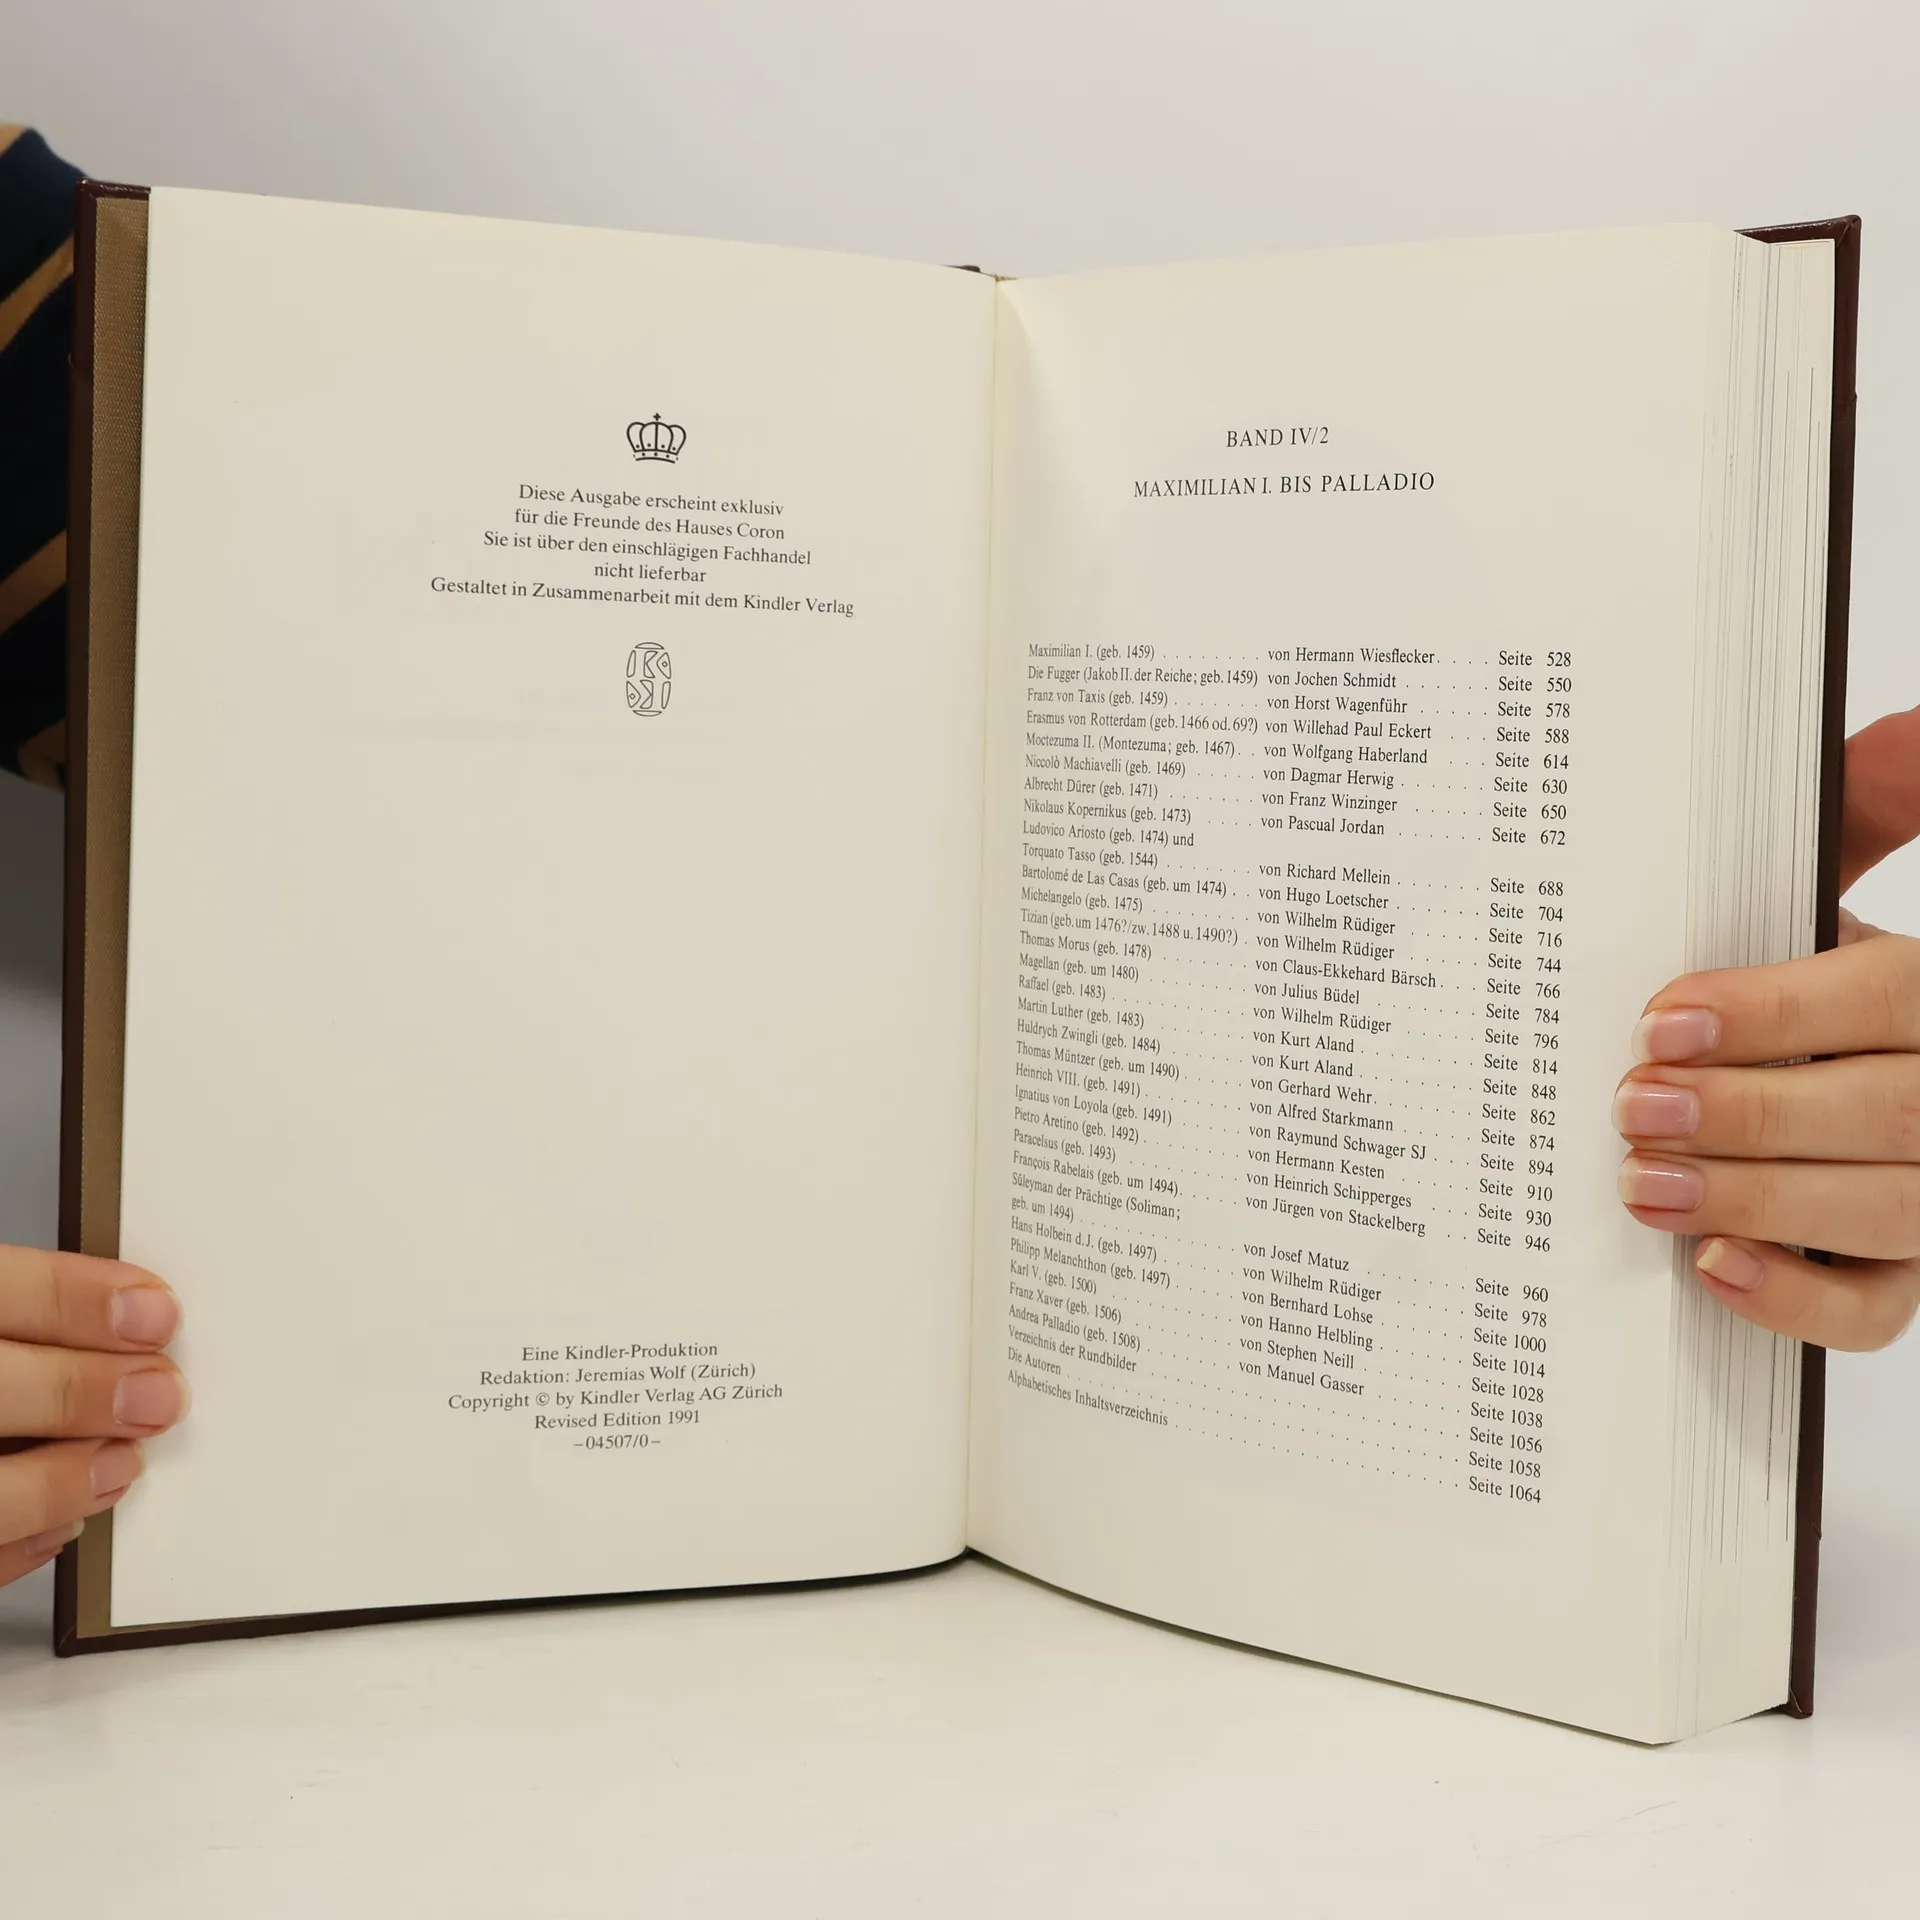 Diese Ausgabe erscheint exklusiv
für die Freunde des Hauses Coron
Sie ist über den einschlägigen Fachhandel
nicht lieferbar
Gestaltet in Zusammenarbeit mit dem Kindler Verlag
Eine Kindler-Produktion
Redaktion: Jeremias Wolf (Zürich)
Copyright © by Kindler Verlag AG Zürich
Revised Edition 1991
–04507/0–
BAND IV/2
MAXIMILIAN I. BIS PALLADIO
Maximilian I. (geb. 1459) . . . . . . . . von Hermann Wiesflecker . . . . Seite 528
Die Fugger (Jakob II. der Reiche; geb. 1459) von Jochen Schmidt . . . . . . Seite 550
Franz von Taxis (geb. 1459) . . . . . . . von Horst Wagenführ . . . . . Seite 578
Erasmus von Rotterdam (geb. 1466 od. 69?) von Willehad Paul Eckert . . . Seite 588
Moctezuma II. (Montezuma; geb. 1467) . . von Wolfgang Haberland . . . Seite 614
Niccolò Machiavelli (geb. 1469) . . . . . von Dagmar Herwig . . . . . . Seite 630
Albrecht Dürer (geb. 1471) . . . . . . . von Franz Winzinger . . . . . Seite 650
Nikolaus Kopernikus (geb. 1473) . . . . von Pascual Jordan . . . . . . Seite 672
Ludovico Ariosto (geb. 1474) und
Torquato Tasso (geb. 1544) . . . . . . . von Richard Mellein . . . . . . Seite 688
Bartolomé de Las Casas (geb. um 1474) . . von Hugo Loetscher . . . . . . Seite 704
Michelangelo (geb. 1475) . . . . . . . . von Wilhelm Rüdiger . . . . . Seite 716
Tizian (geb. um 1476?/zw. 1488 u. 1490?) . von Wilhelm Rüdiger . . . . . Seite 744
Thomas Morus (geb. 1478) . . . . . . . von Claus-Ekkehard Bärsch . . . Seite 766
Magellan (geb. um 1480) . . . . . . . . von Julius Büdel . . . . . . . Seite 784
Raffael (geb. 1483) . . . . . . . . . . von Wilhelm Rüdiger . . . . . Seite 796
Martin Luther (geb. 1483) . . . . . . . von Kurt Aland . . . . . . . . Seite 814
Huldrych Zwingli (geb. 1484) . . . . . . von Kurt Aland . . . . . . . . Seite 848
Thomas Müntzer (geb. um 1490) . . . . . von Gerhard Wehr . . . . . . . Seite 862
Heinrich VIII. (geb. 1491) . . . . . . . von Alfred Starkmann . . . . . Seite 874
Ignatius von Loyola (geb. 1491) . . . . . von Raymund Schwager SJ . . . Seite 894
Pietro Aretino (geb. 1492) . . . . . . . von Hermann Kesten . . . . . Seite 910
Paracelsus (geb. 1493) . . . . . . . . von Heinrich Schipperges . . . Seite 930
François Rabelais (geb. um 1494) . . . . . von Jürgen von Stackelberg . . Seite 946
Süleyman der Prächtige (Soliman;
geb. um 1494) . . . . . . . . . . . von Josef Matuz . . . . . . . Seite 960
Hans Holbein d. J. (geb. 1497) . . . . . . von Wilhelm Rüdiger . . . . . Seite 978
Philipp Melanchthon (geb. 1497) . . . . . von Bernhard Lohse . . . . . . Seite 1000
Karl V. (geb. 1500) . . . . . . . . . von Hanno Helbling . . . . . . Seite 1014
Franz Xaver (geb. 1506) . . . . . . . . von Stephen Neill . . . . . . Seite 1028
Andrea Palladio (geb. 1508) . . . . . . . von Manuel Gasser . . . . . . Seite 1038
Verzeichnis der Rundbilder . . . . . . . . . . . . . . . . . Seite 1056
Die Autoren . . . . . . . . . . . . . . . . . . . . . . Seite 1058
Alphabetisches Inhaltsverzeichnis . . . . . . . . . . . . . . . Seite 1064